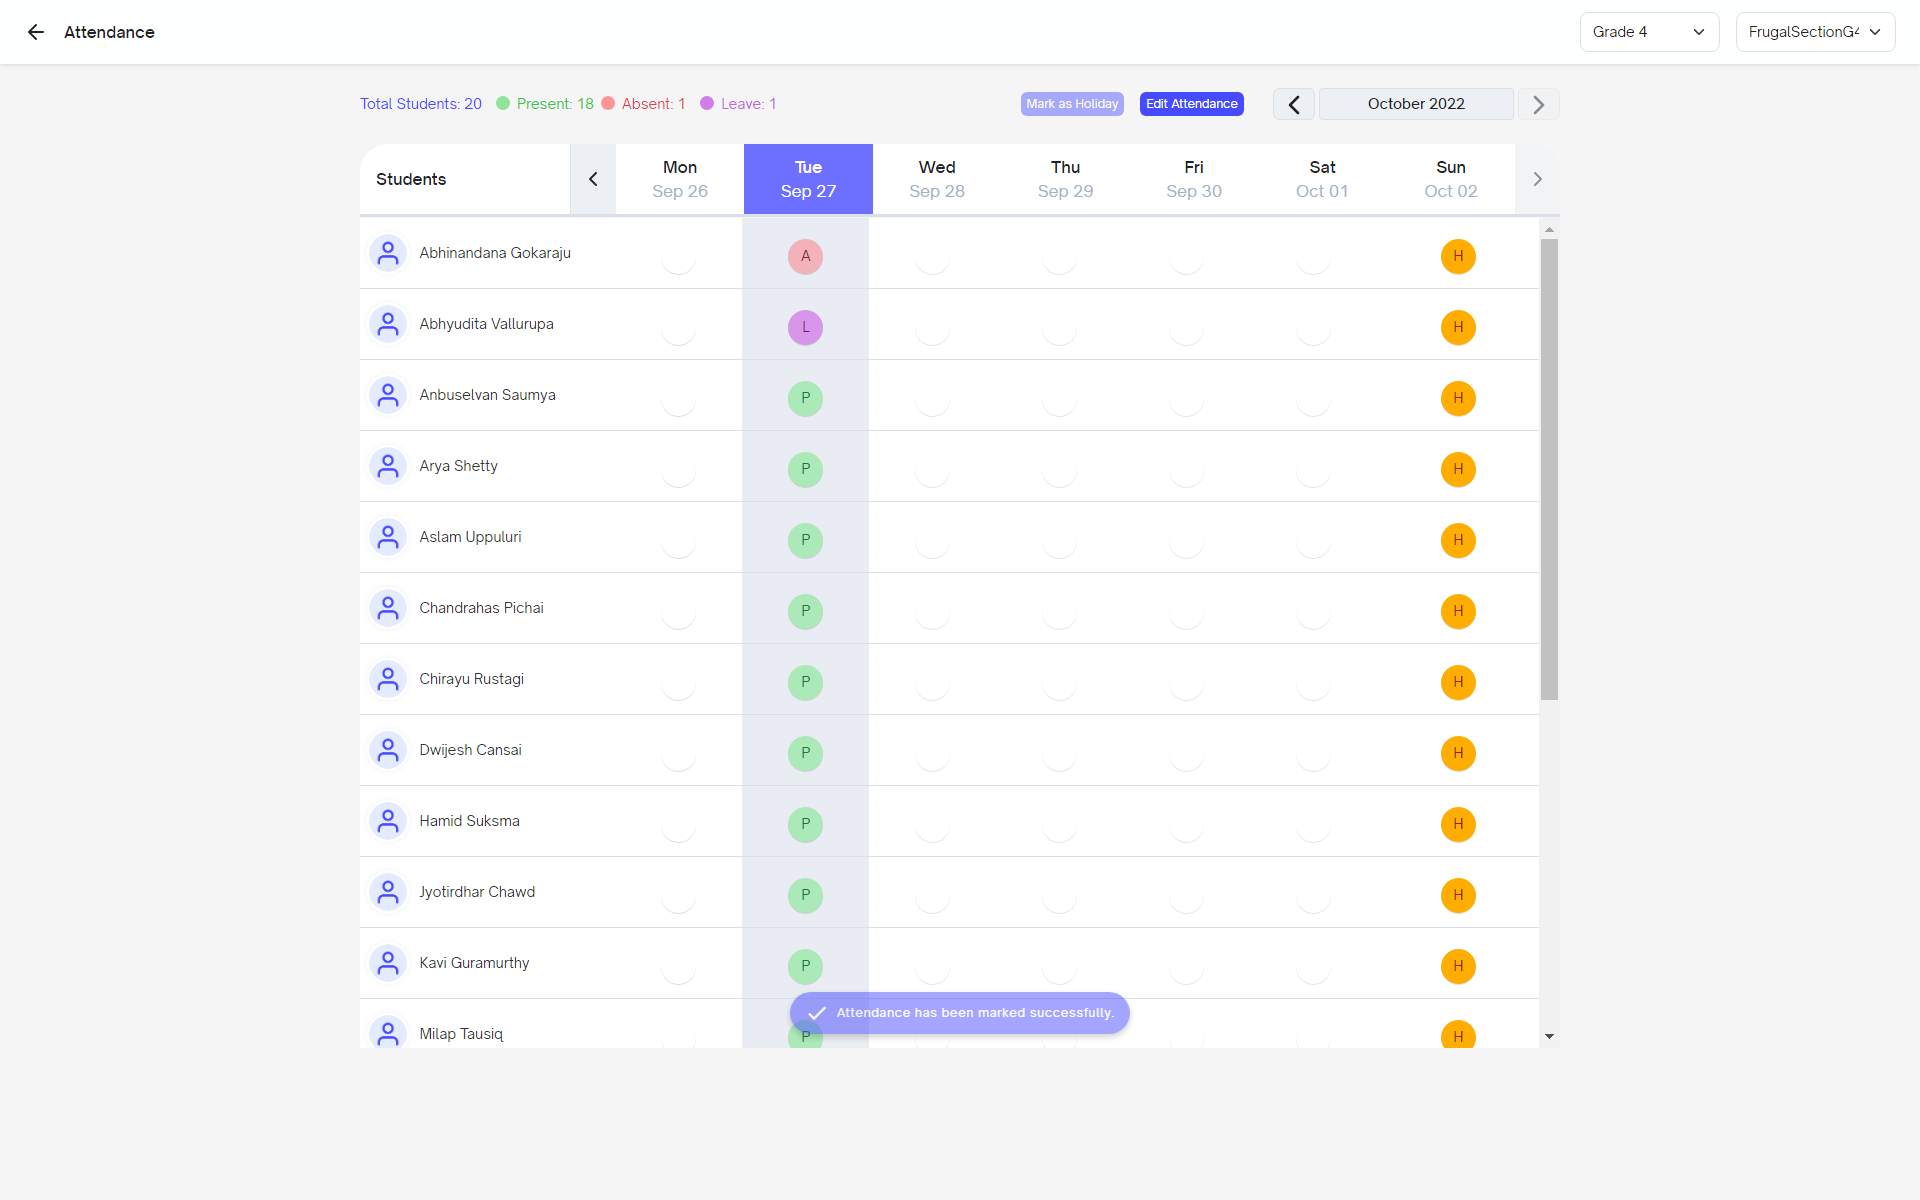 Attendance
Grade 4
FrugalSectionG4
Total Students: 20 Present: 18 Absent: 1 Leave: 1
Mark as Holiday
Edit Attendance
October 2022
Students
Mon Tue Wed Thu Fri Sat Sun
Sep 26 Sep 27 Sep 28 Sep 29 Sep 30 Oct 01 Oct 02
Abhinandana Gokaraju A H
Abhyudita Vallurupa L H
Anbuselvan Saumya P H
Arya Shetty P H
Aslam Uppuluri P H
Chandrahas Pichai P H
Chirayu Rustagi P H
Dwijesh Cansai P H
Hamid Suksma P H
Jyotirdhar Chawd P H
Kavi Guramurthy P H
Attendance has been marked successfully.
Milap Tausiq P H